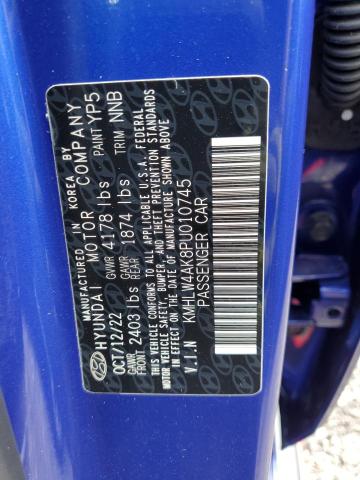 MANUFACTURED IN KOREA BY
HYUNDAI MOTOR COMPANY
OCT/12/22 GVWR 4178 lbs PAINT YP5
GAWR FRONT 2403 lbs GAWR REAR 1874 lbs TRIM NNB
THIS VEHICLE CONFORMS TO ALL APPLICABLE U.S.A. FEDERAL
MOTOR VEHICLE SAFETY, BUMPER, AND THEFT PREVENTION STANDARDS
IN EFFECT ON THE DATE OF MANUFACTURE SHOWN ABOVE.
V.I.N KMHLW4AK8PU010745
PASSENGER CAR